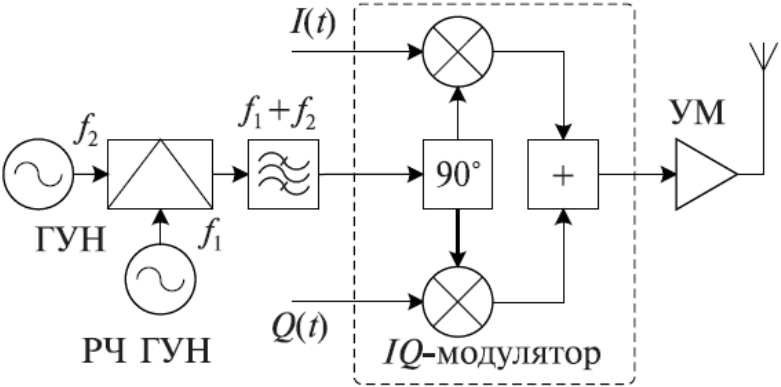 I(t)
УМ
f₁+f₂
f₂
90°
+
ГУН
f₁
Q(t)
РЧ ГУН
IQ-модулятор